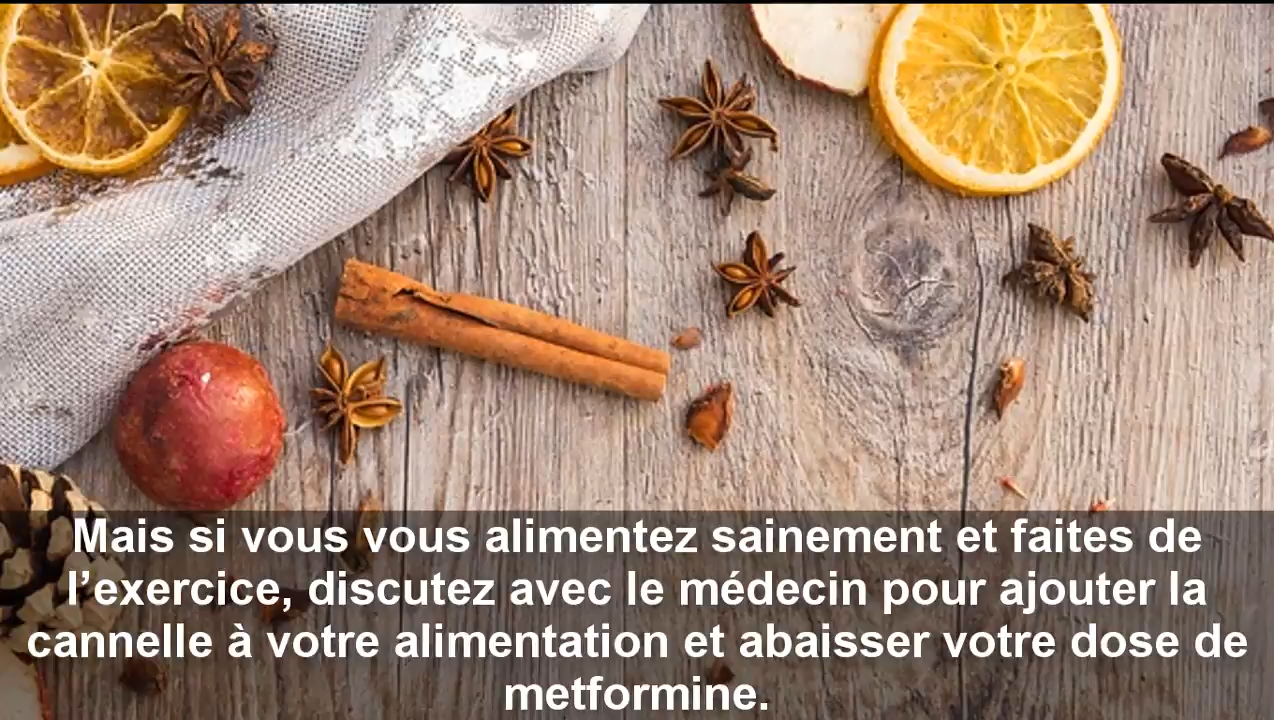 Mais si vous vous alimentez sainement et faites de
l’exercice, discutez avec le médecin pour ajouter la
cannelle à votre alimentation et abaisser votre dose de
metformine.